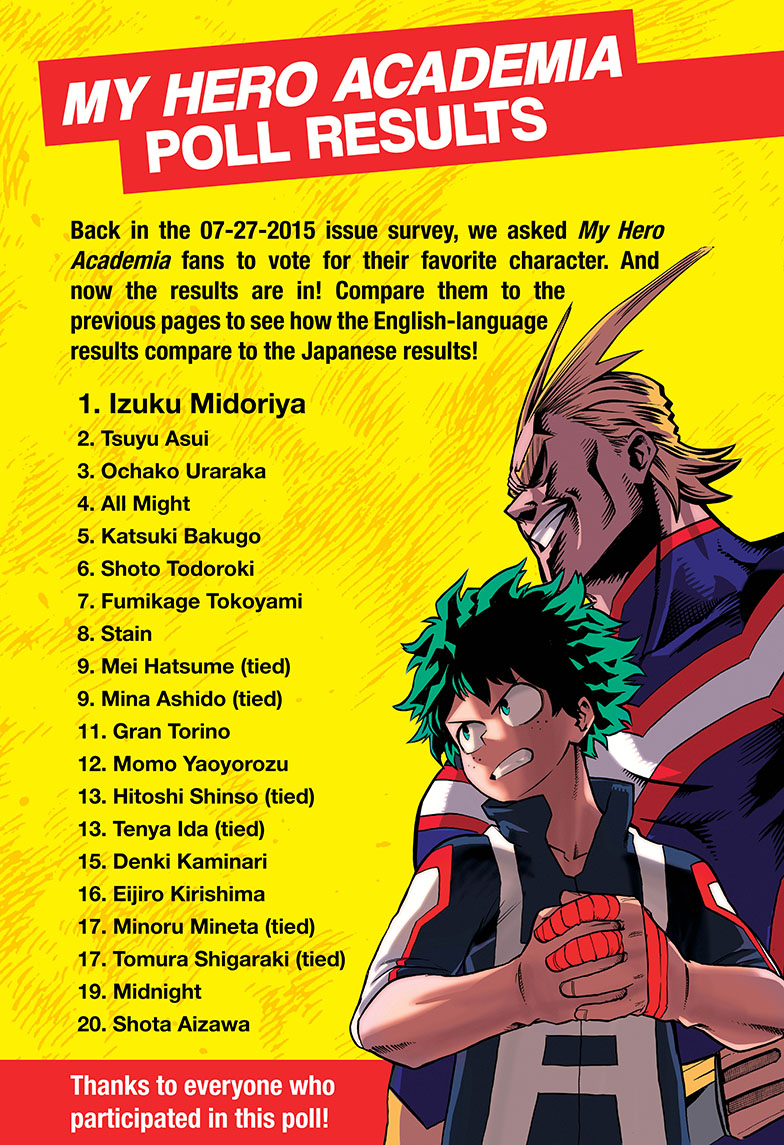 MY HERO ACADEMIA
POLL RESULTS
Back in the 07-27-2015 issue survey, we asked My Hero
Academia fans to vote for their favorite character. And
now the results are in! Compare them to the
previous pages to see how the English-language
results compare to the Japanese results!
1. Izuku Midoriya
2. Tsuyu Asui
3. Ochako Uraraka
4. All Might
5. Katsuki Bakugo
6. Shoto Todoroki
7. Fumikage Tokoyami
8. Stain
9. Mei Hatsume (tied)
9. Mina Ashido (tied)
11. Gran Torino
12. Momo Yaoyorozu
13. Hitoshi Shinso (tied)
13. Tenya Ida (tied)
15. Denki Kaminari
16. Eijiro Kirishima
17. Minoru Mineta (tied)
17. Tomura Shigaraki (tied)
19. Midnight
20. Shota Aizawa
Thanks to everyone who
participated in this poll!